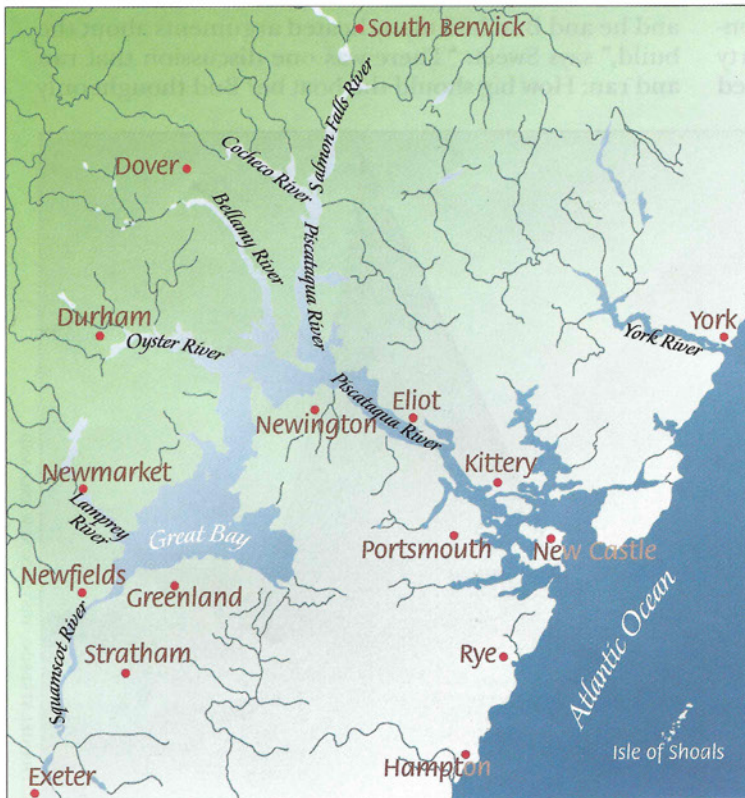 South Berwick
Salmon Falls River
Cocheco River
Dover
Bellamy River
Piscataqua River
Durham
Oyster River
York
York River
Piscataqua River
Eliot
Newington
Kittery
Newmarket
Lamprey
River
Great Bay
Portsmouth
New Castle
Newfields
Greenland
Squamscot River
Stratham
Rye
Atlantic Ocean
Isle of Shoals
Hampton
Exeter